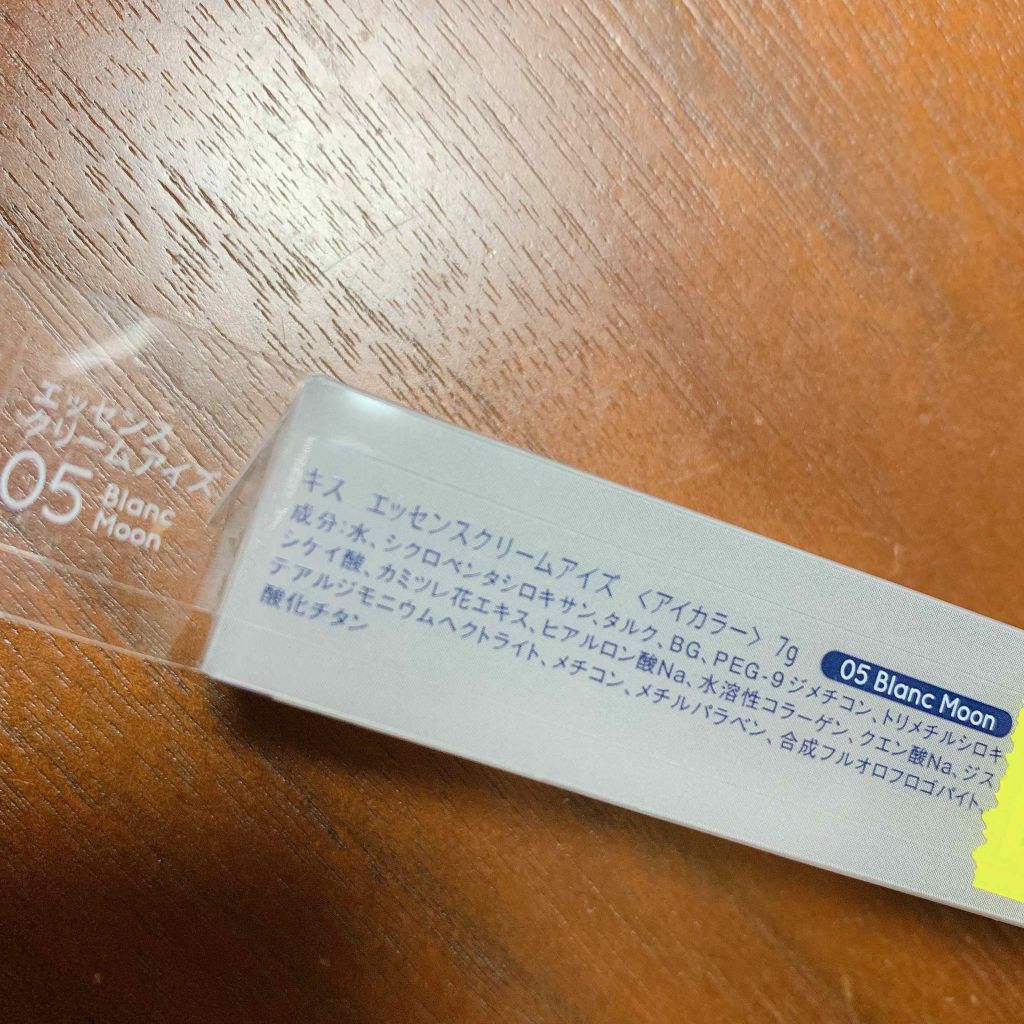 エッセンス
クリームアイズ
05 Blanc
Moon
キス エッセンスクリームアイズ 〈アイカラー〉 7g 05 Blanc Moon
成分:水、シクロペンタシロキサン、タルク、BG、PEG-9ジメチコン、トリメチルシロキ
シケイ酸、カミツレ花エキス、ヒアルロン酸Na、水溶性コラーゲン、クエン酸Na、ジス
テアルジモニウムヘクトライト、メチコン、メチルパラベン、合成フルオロフロゴパイト、
酸化チタン